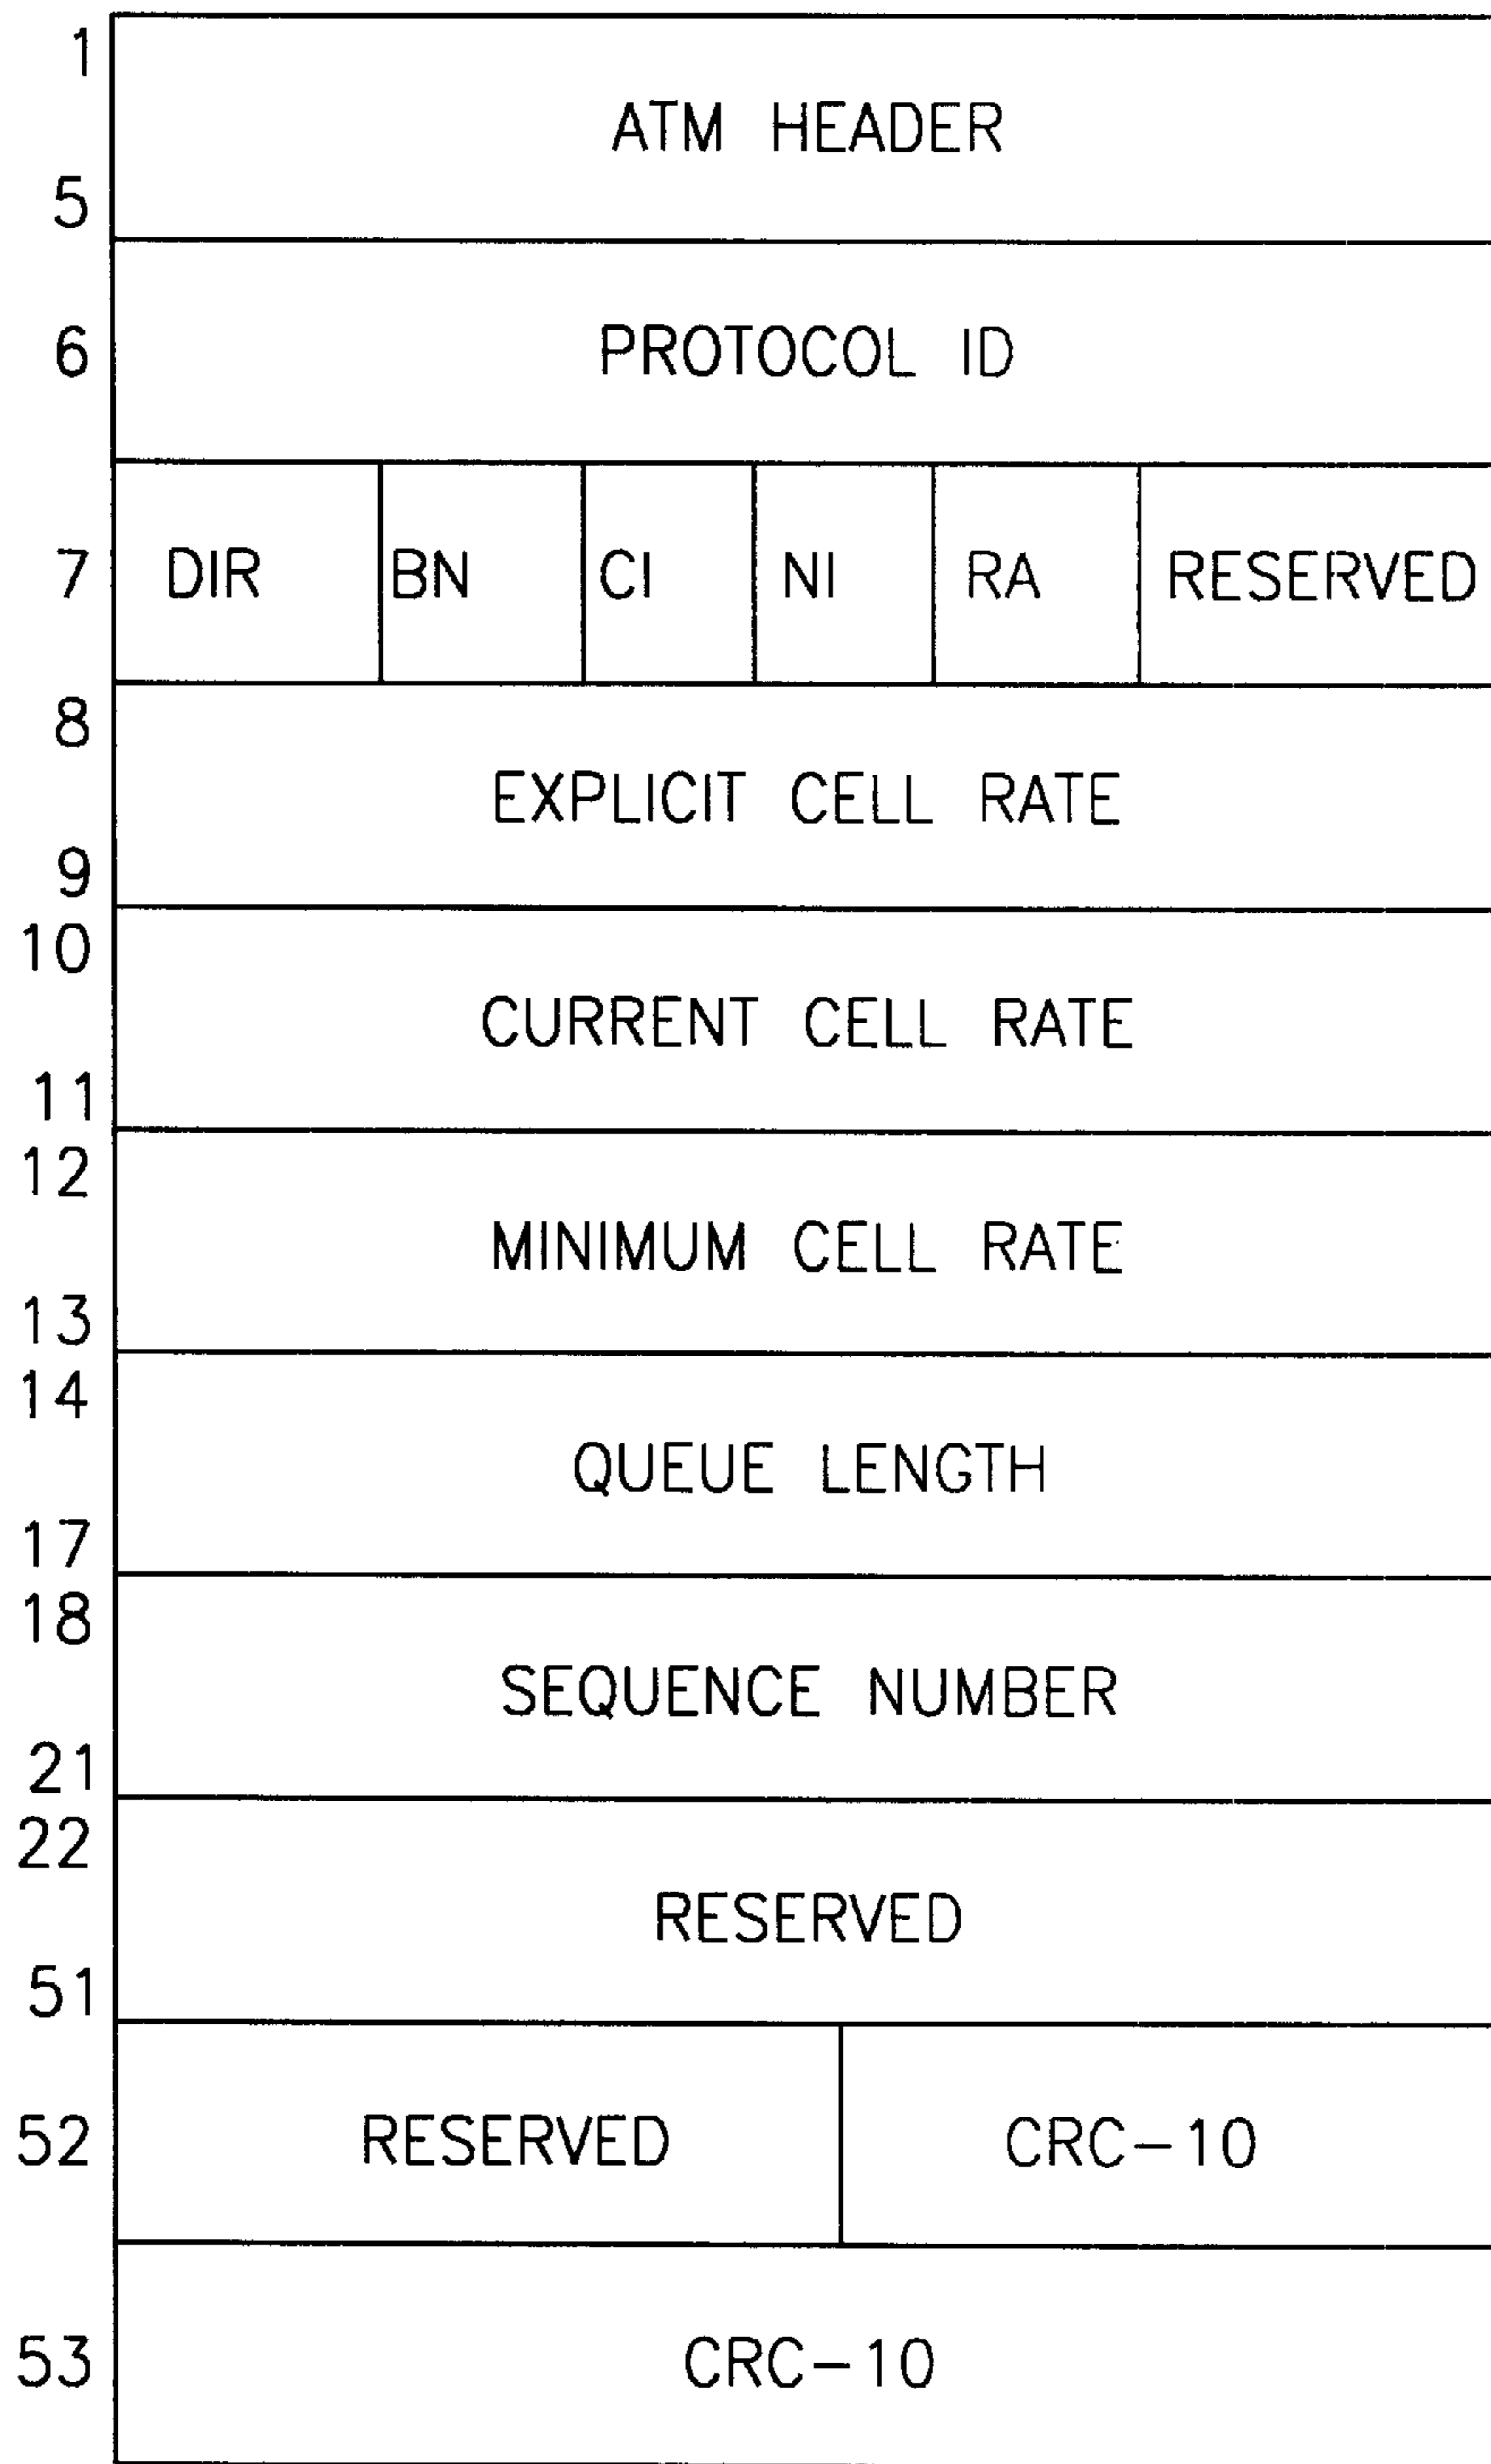 1
ATM HEADER
5
6 PROTOCOL ID
7 DIR BN CI NI RA RESERVED
8
EXPLICIT CELL RATE
9
10
CURRENT CELL RATE
11
12
MINIMUM CELL RATE
13
14
QUEUE LENGTH
17
18
SEQUENCE NUMBER
21
22
RESERVED
51
52 RESERVED CRC-10
53 CRC-10